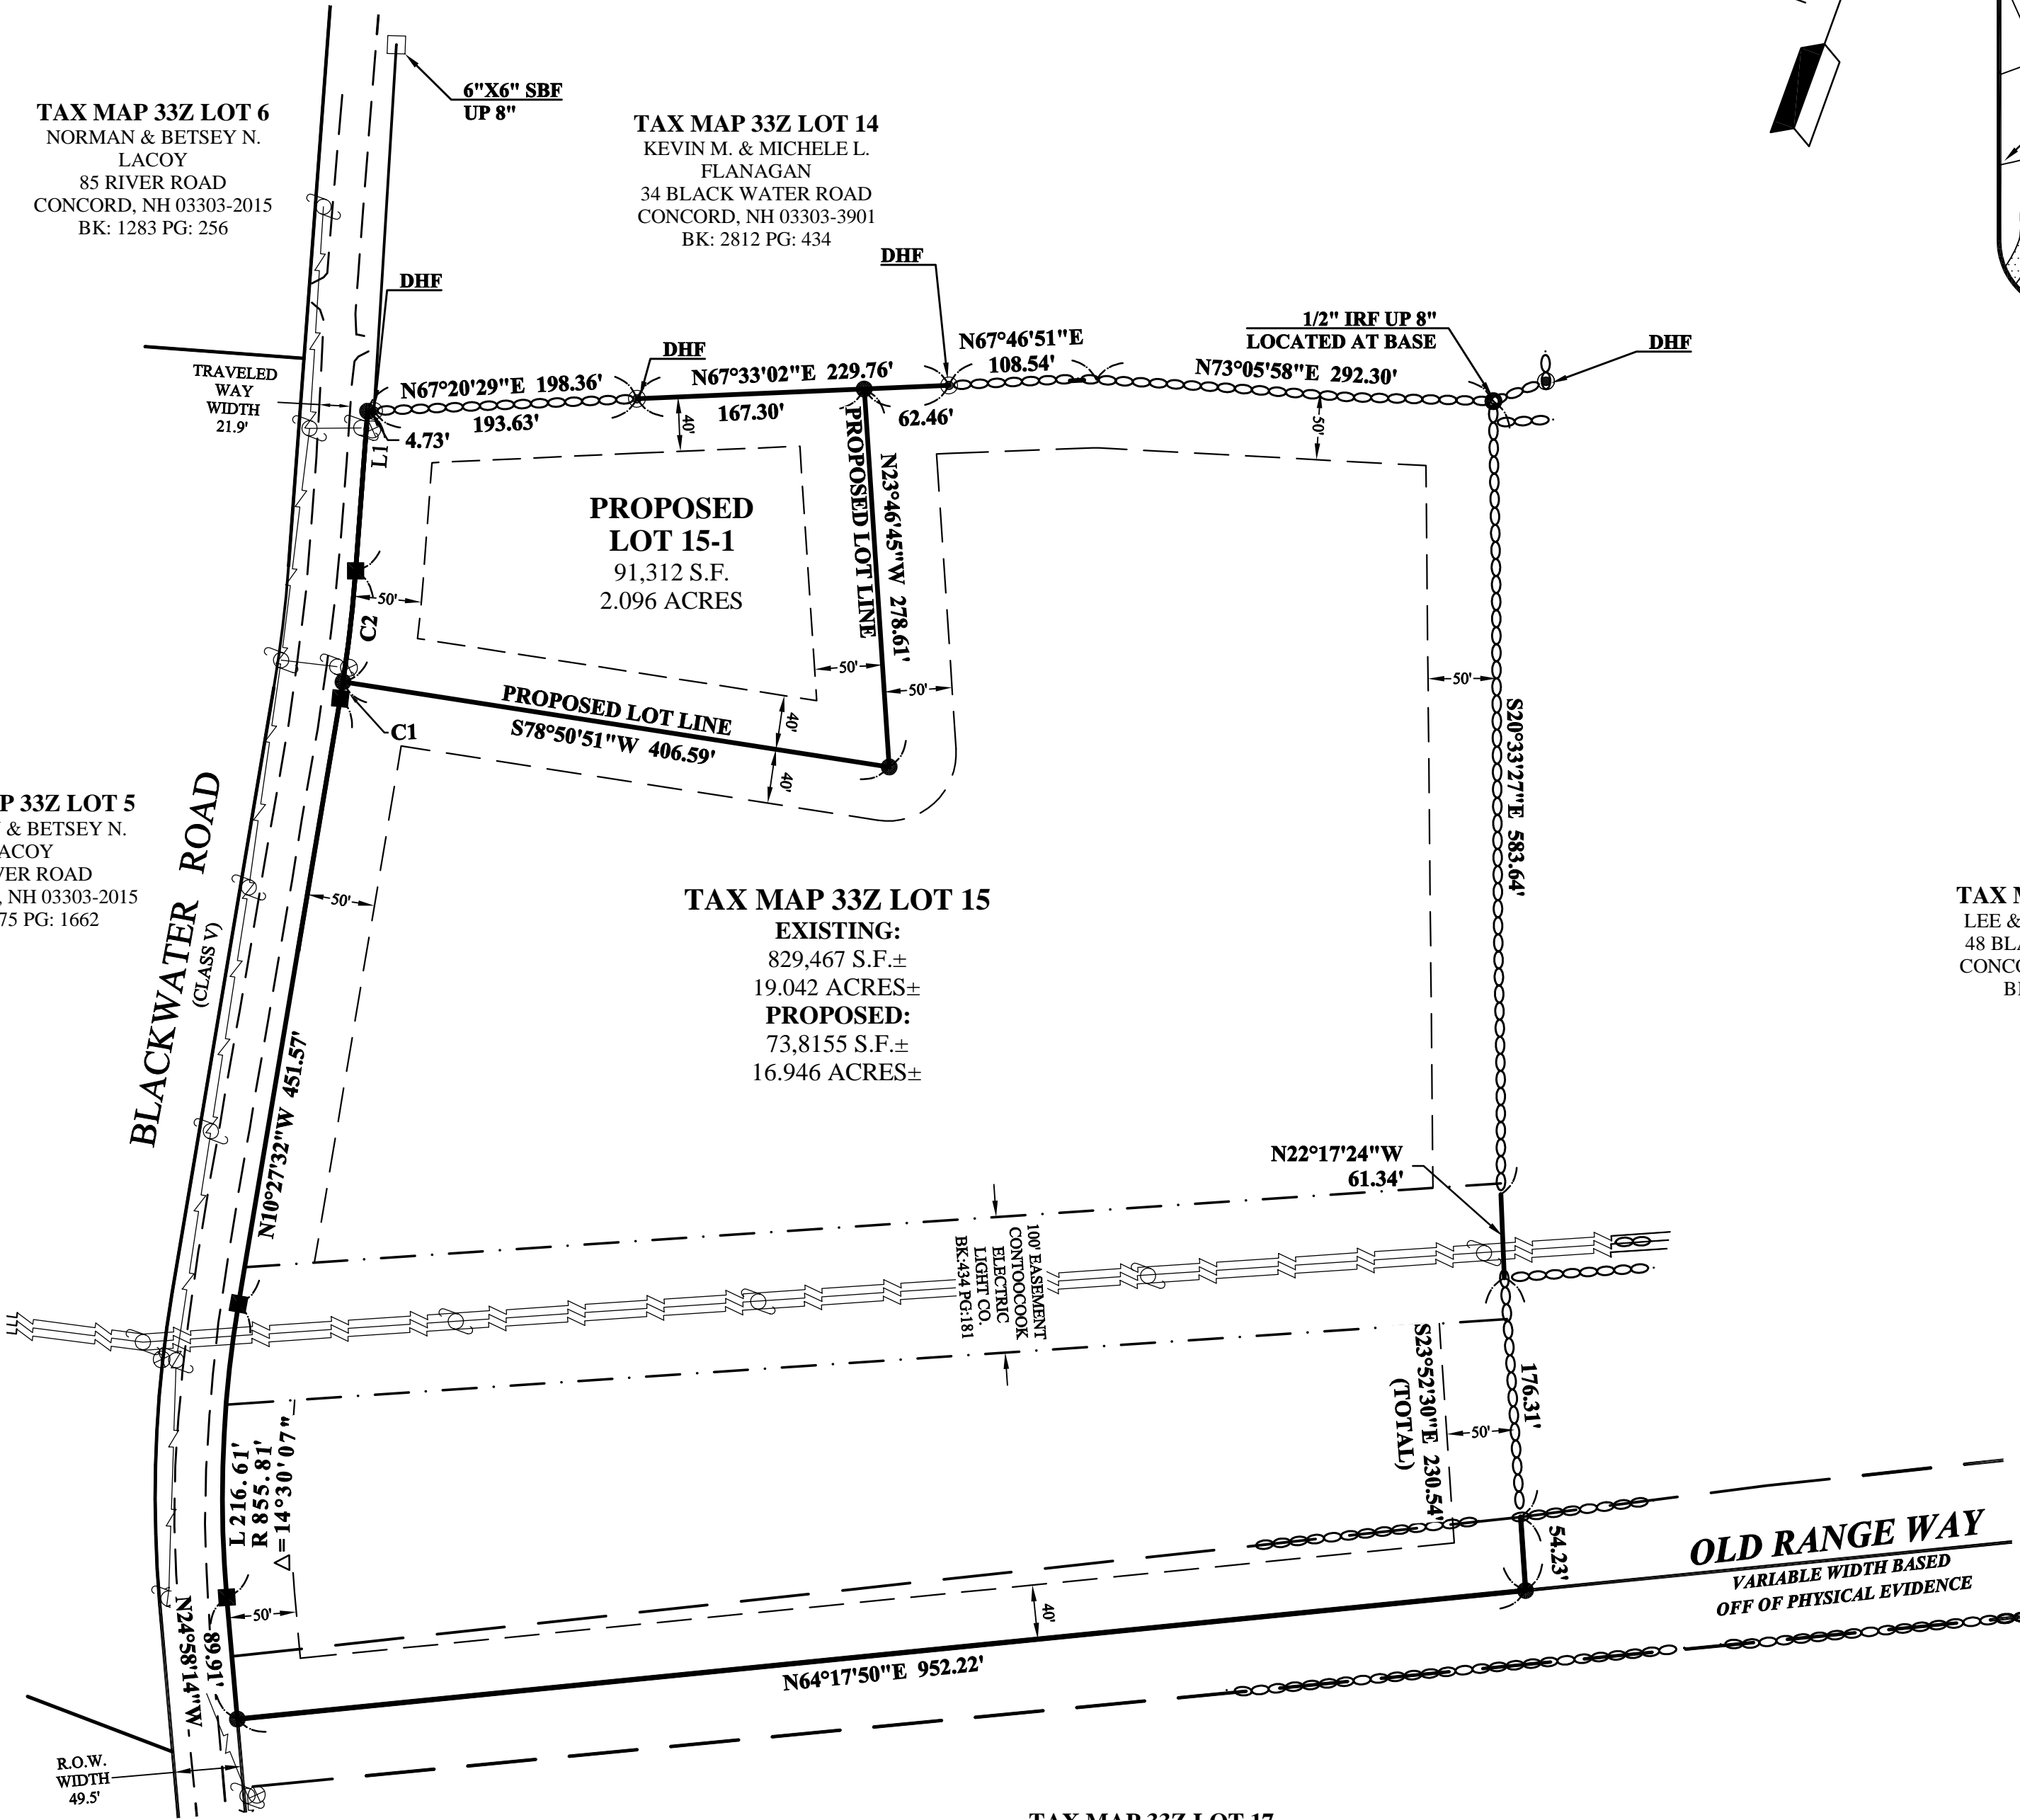 6"X6" SBF
UP 8"
TAX MAP 33Z LOT 6
NORMAN & BETSEY N.
LACOY
85 RIVER ROAD
CONCORD, NH 03303-2015
BK: 1283 PG: 256
TAX MAP 33Z LOT 14
KEVIN M. & MICHELE L.
FLANAGAN
34 BLACK WATER ROAD
CONCORD, NH 03303-3901
BK: 2812 PG: 434
DHF
DHF
DHF
1/2" IRF UP 8"
LOCATED AT BASE
DHF
TRAVELED
WAY
WIDTH
21.9'
N67°20'29"E 198.36'
193.63'
4.73'
L1
N67°33'02"E 229.76'
167.30'
62.46'
N67°46'51"E
108.54'
N73°05'58"E 292.30'
40'
50'
PROPOSED
LOT 15-1
91,312 S.F.
2.096 ACRES
PROPOSED LOT LINE
N23°46'45"W 278.61'
50'
C2
50'
50'
50'
PROPOSED LOT LINE
S78°50'51"W 406.59'
40'
40'
C1
S20°33'27"E 583.64'
P 33Z LOT 5
& BETSEY N.
ACOY
VER ROAD
, NH 03303-2015
75 PG: 1662
BLACKWATER ROAD
(CLASS V)
50'
N10°27'32"W 451.57'
TAX MAP 33Z LOT 15
EXISTING:
829,467 S.F.±
19.042 ACRES±
PROPOSED:
73,8155 S.F.±
16.946 ACRES±
TAX M
LEE &
48 BLA
CONCO
B
N22°17'24"W
61.34'
100' EASEMENT
CONTOOCOOK
ELECTRIC
LIGHT CO.
BK:434 PG:181
S23°52'30"E 230.54'
(TOTAL)
176.31'
50'
54.23'
L 216.61'
R 855.81'
△=14°30'07"
50'
89.91'
N24°58'14"W
40'
N64°17'50"E 952.22'
OLD RANGE WAY
VARIABLE WIDTH BASED
OFF OF PHYSICAL EVIDENCE
R.O.W.
WIDTH
49.5'
TAX MAP 33Z LOT 17